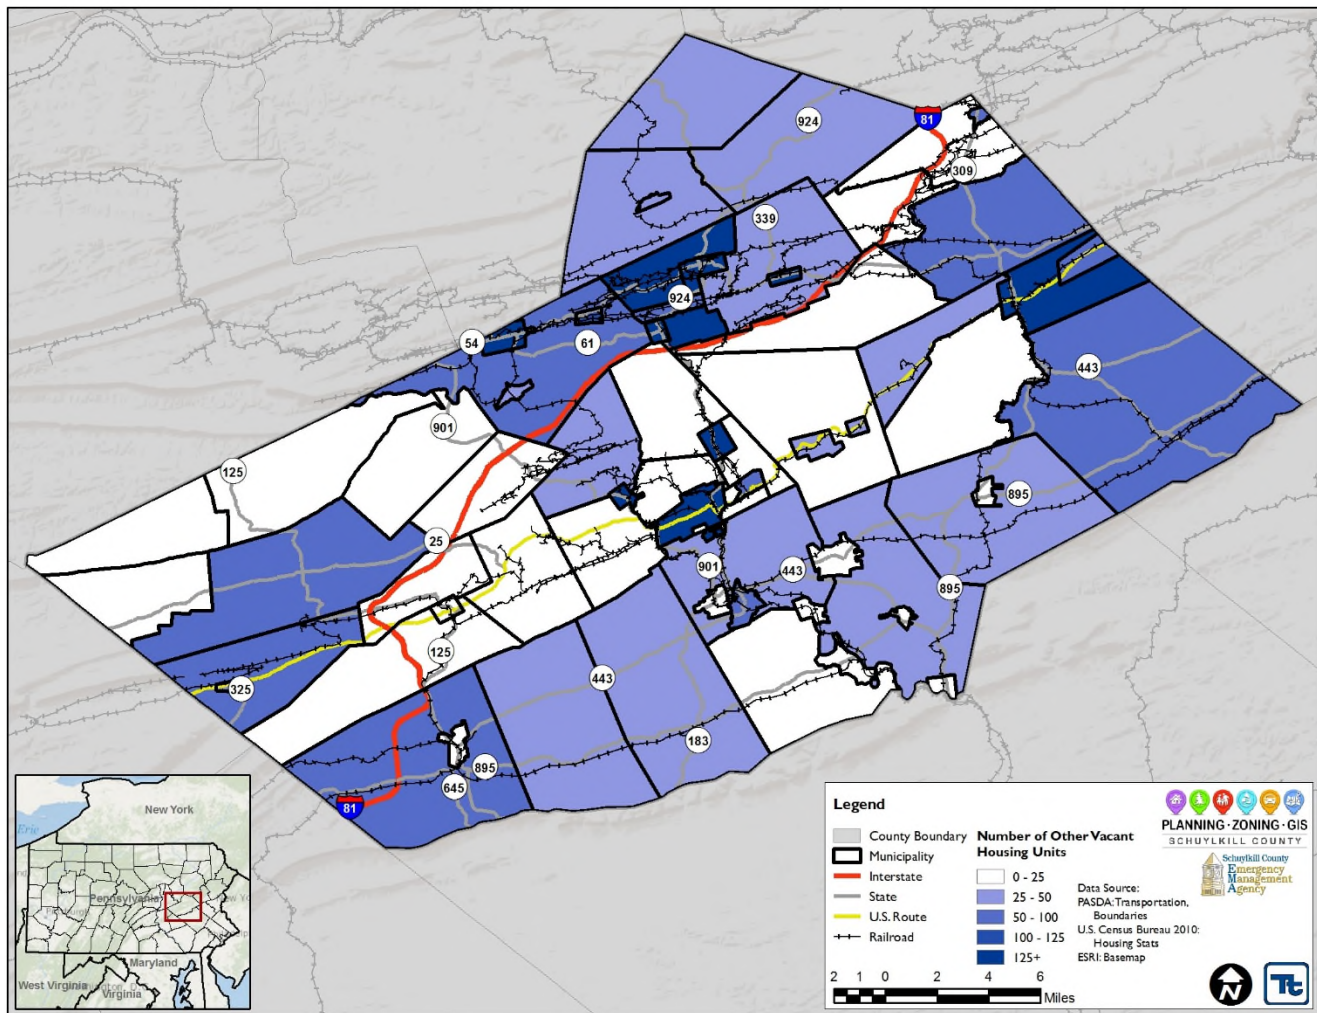 81
924
309
339
924
54
61
443
901
125
895
25
901
443
895
125
443
325
183
895
645
81
New York
Erie
Pennsylvania
Maryland
West Virginia
Virginia
Legend
County Boundary
Municipality
Interstate
State
U.S. Route
Railroad
Number of Other Vacant
Housing Units
0 - 25
25 - 50
50 - 100
100 - 125
125+
Data Source:
PASDA: Transportation,
Boundaries
U.S. Census Bureau 2010:
Housing Stats
ESRI: Basemap
PLANNING · ZONING · GIS
SCHUYLKILL COUNTY
Schuylkill County
Emergency
Management
Agency
2 1 0 2 4 6
Miles
N
Tt